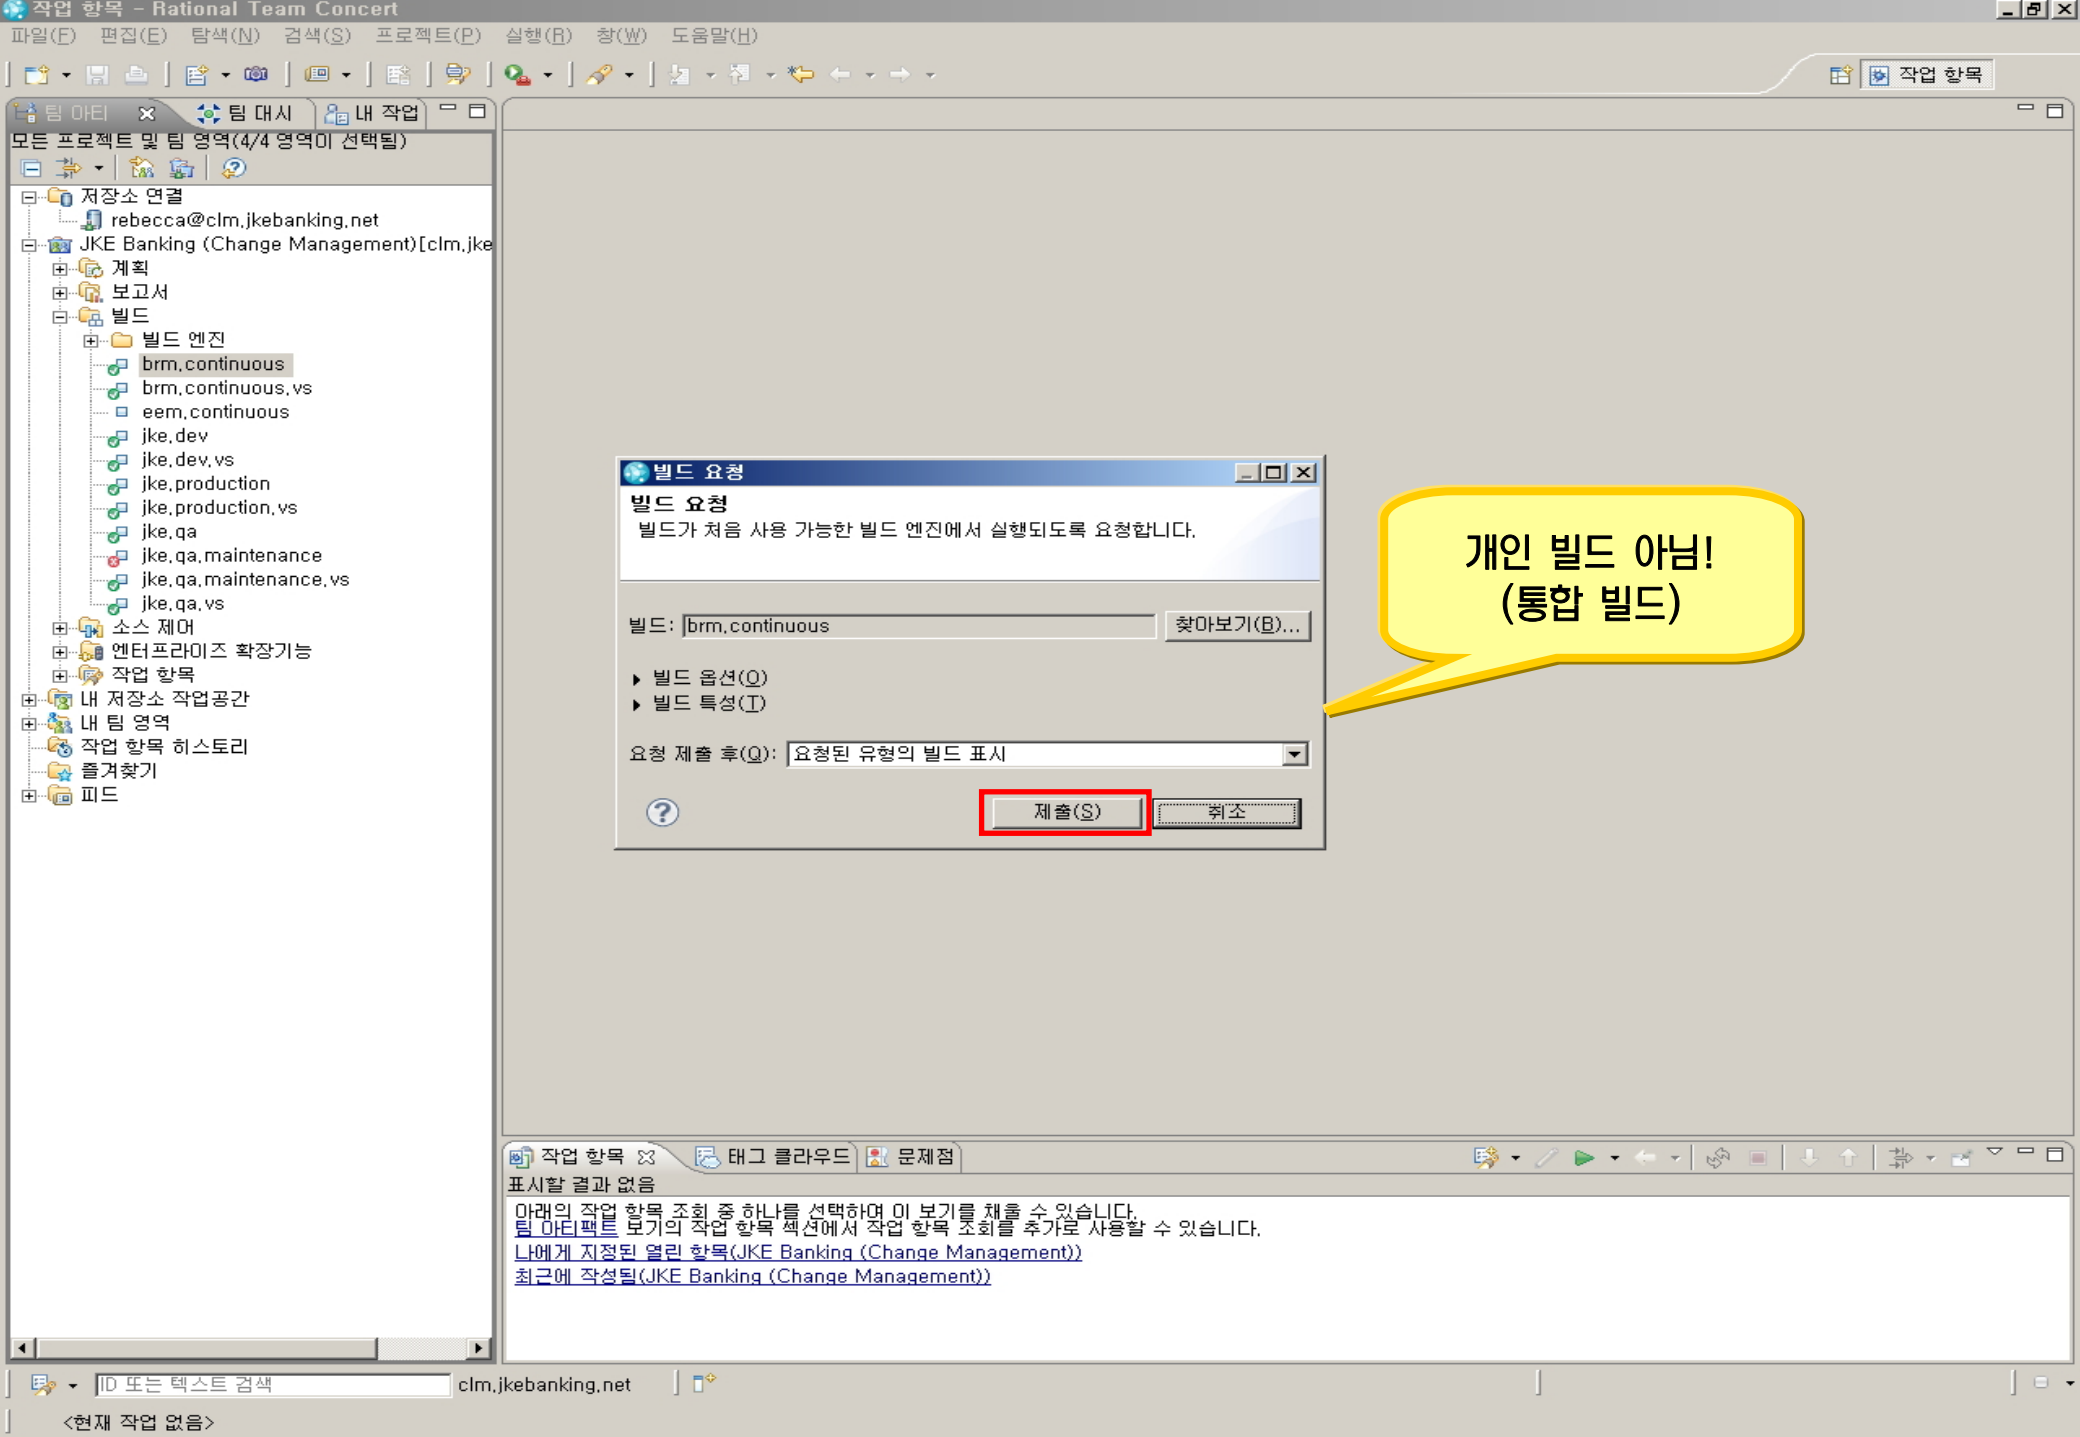 작업 항목 - Rational Team Concert
파일(F) 편집(E) 탐색(N) 검색(S) 프로젝트(P) 실행(R) 창(W) 도움말(H)
작업 항목
팀 아티 팀 대시 내 작업
모든 프로젝트 및 팀 영역(4/4 영역이 선택됨)
저장소 연결
rebecca@clm.jkebanking.net
JKE Banking (Change Management)[clm.jke
계획
보고서
빌드
빌드 엔진
brm.continuous
brm.continuous.vs
eem.continuous
jke.dev
jke.dev.vs
jke.production
jke.production.vs
jke.qa
jke.qa.maintenance
jke.qa.maintenance.vs
jke.qa.vs
소스 제어
엔터프라이즈 확장기능
작업 항목
내 저장소 작업공간
내 팀 영역
작업 항목 히스토리
즐겨찾기
피드
빌드 요청
빌드 요청
빌드가 처음 사용 가능한 빌드 엔진에서 실행되도록 요청합니다.
빌드: brm.continuous 찾아보기(B)...
빌드 옵션(O)
빌드 특성(T)
요청 제출 후(Q): 요청된 유형의 빌드 표시
제출(S) 취소
개인 빌드 아님!
(통합 빌드)
작업 항목 태그 클라우드 문제점
표시할 결과 없음
아래의 작업 항목 조회 중 하나를 선택하여 이 보기를 채울 수 있습니다.
팀 아티팩트 보기의 작업 항목 섹션에서 작업 항목 조회를 추가로 사용할 수 있습니다.
나에게 지정된 열린 항목(JKE Banking (Change Management))
최근에 작성됨(JKE Banking (Change Management))
ID 또는 텍스트 검색 clm.jkebanking.net
<현재 작업 없음>